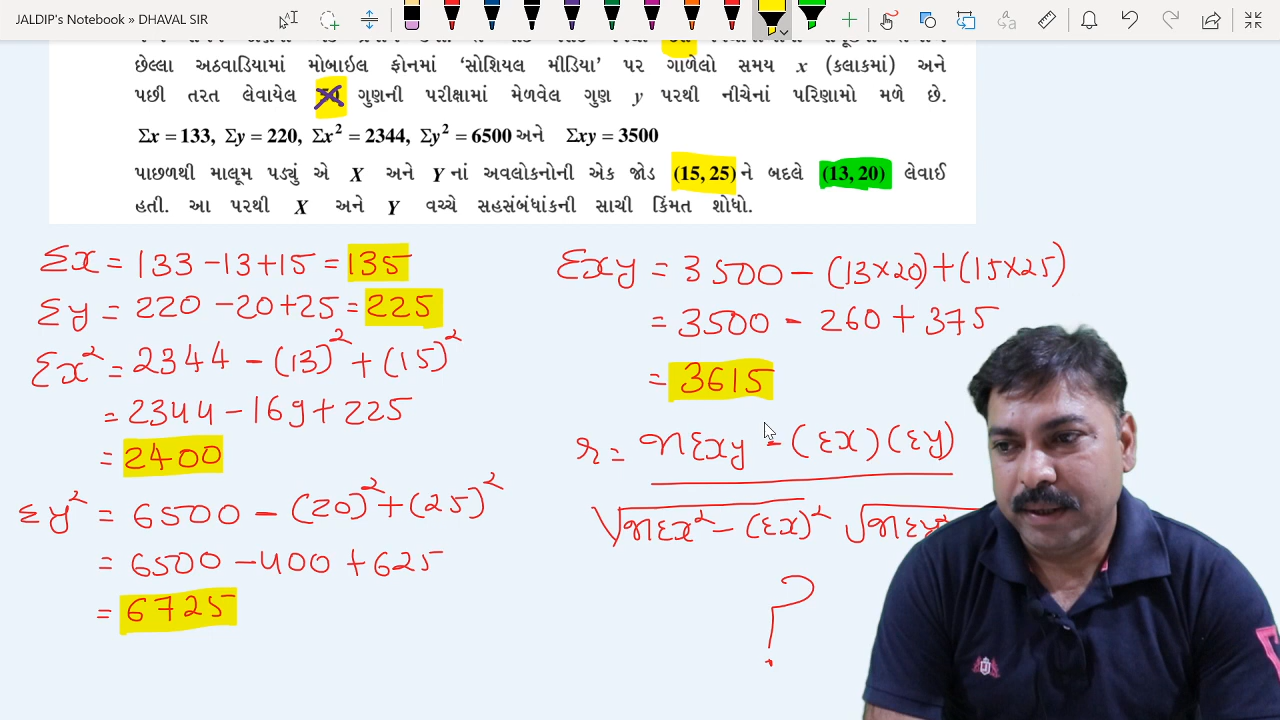 JALDIP's Notebook » DHAVAL SIR
છેલ્લા અઠવાડિયામાં મોબાઇલ ફોનમાં ‘સોશિયલ મીડિયા’ પર ગાળેલો સમય x (કલાકમાં) અને
પછી તરત લેવાયેલ ગુણની પરીક્ષામાં મેળવેલ ગુણ y પરથી નીચેનાં પરિણામો મળે છે.
Σx = 133, Σy = 220, Σx² = 2344, Σy² = 6500 અને Σxy = 3500
પાછળથી માલૂમ પડ્યું એ X અને Y નાં અવલોકનોની એક જોડ (15, 25) ને બદલે (13, 20) લેવાઈ
હતી. આ પરથી X અને Y વચ્ચે સહસંબંધાંકની સાચી કિંમત શોધો.
Σx = 133 - 13 + 15 = 135
Σy = 220 - 20 + 25 = 225
Σx² = 2344 - (13)² + (15)²
= 2344 - 169 + 225
= 2400
Σy² = 6500 - (20)² + (25)²
= 6500 - 400 + 625
= 6725
Σxy = 3500 - (13×20) + (15×25)
= 3500 - 260 + 375
= 3615
r = nΣxy - (Σx)(Σy)
√nΣx² - (Σx)² √nΣy²
?